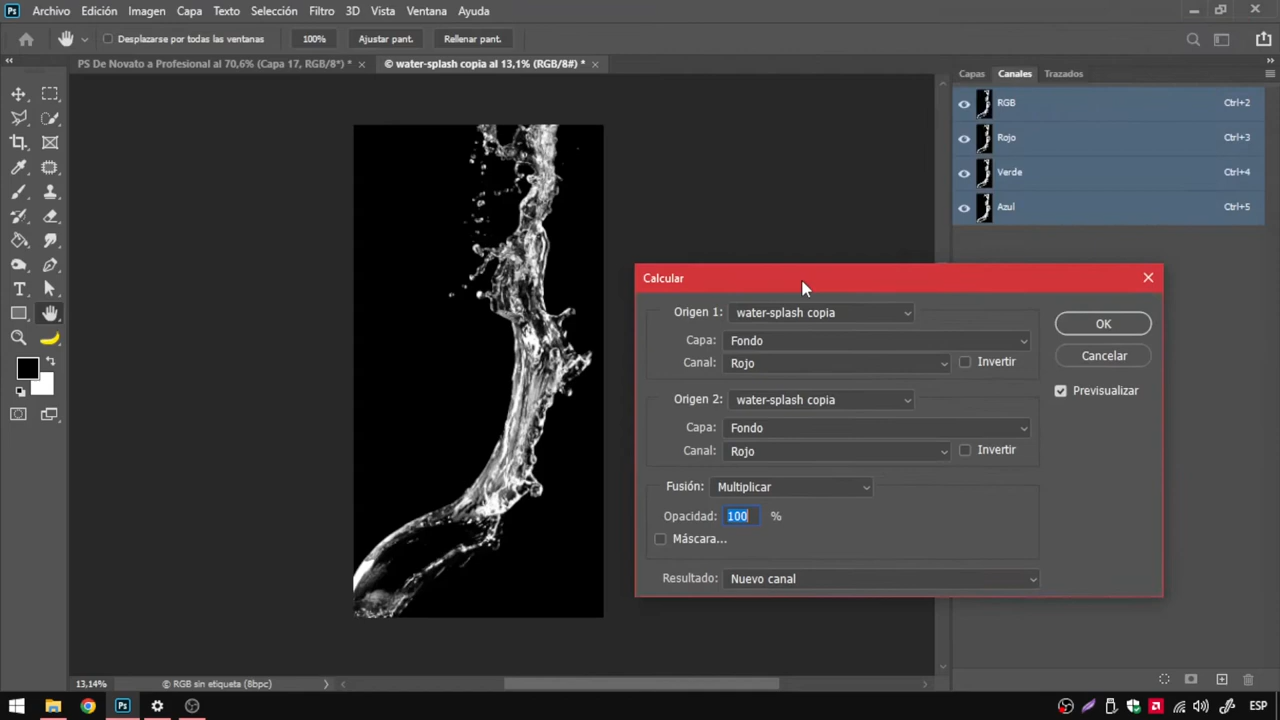 Ps Archivo Edición Imagen Capa Texto Selección Filtro 3D Vista Ventana Ayuda
Desplazarse por todas las ventanas 100% Ajustar pant. Rellenar pant.
PS De Novato a Profesional al 70,6% (Capa 17, RGB/8*) * × © water-splash copia al 13,1% (RGB/8#) * ×
Capas Canales Trazados
RGB Ctrl+2
Rojo Ctrl+3
Verde Ctrl+4
Azul Ctrl+5
Calcular
Origen 1: water-splash copia
OK
Capa: Fondo
Cancelar
Canal: Rojo Invertir
Previsualizar
Origen 2: water-splash copia
Capa: Fondo
Canal: Rojo Invertir
Fusión: Multiplicar
Opacidad: 100 %
Máscara...
Resultado: Nuevo canal
13,14% © RGB sin etiqueta (8bpc)
Ps ESP